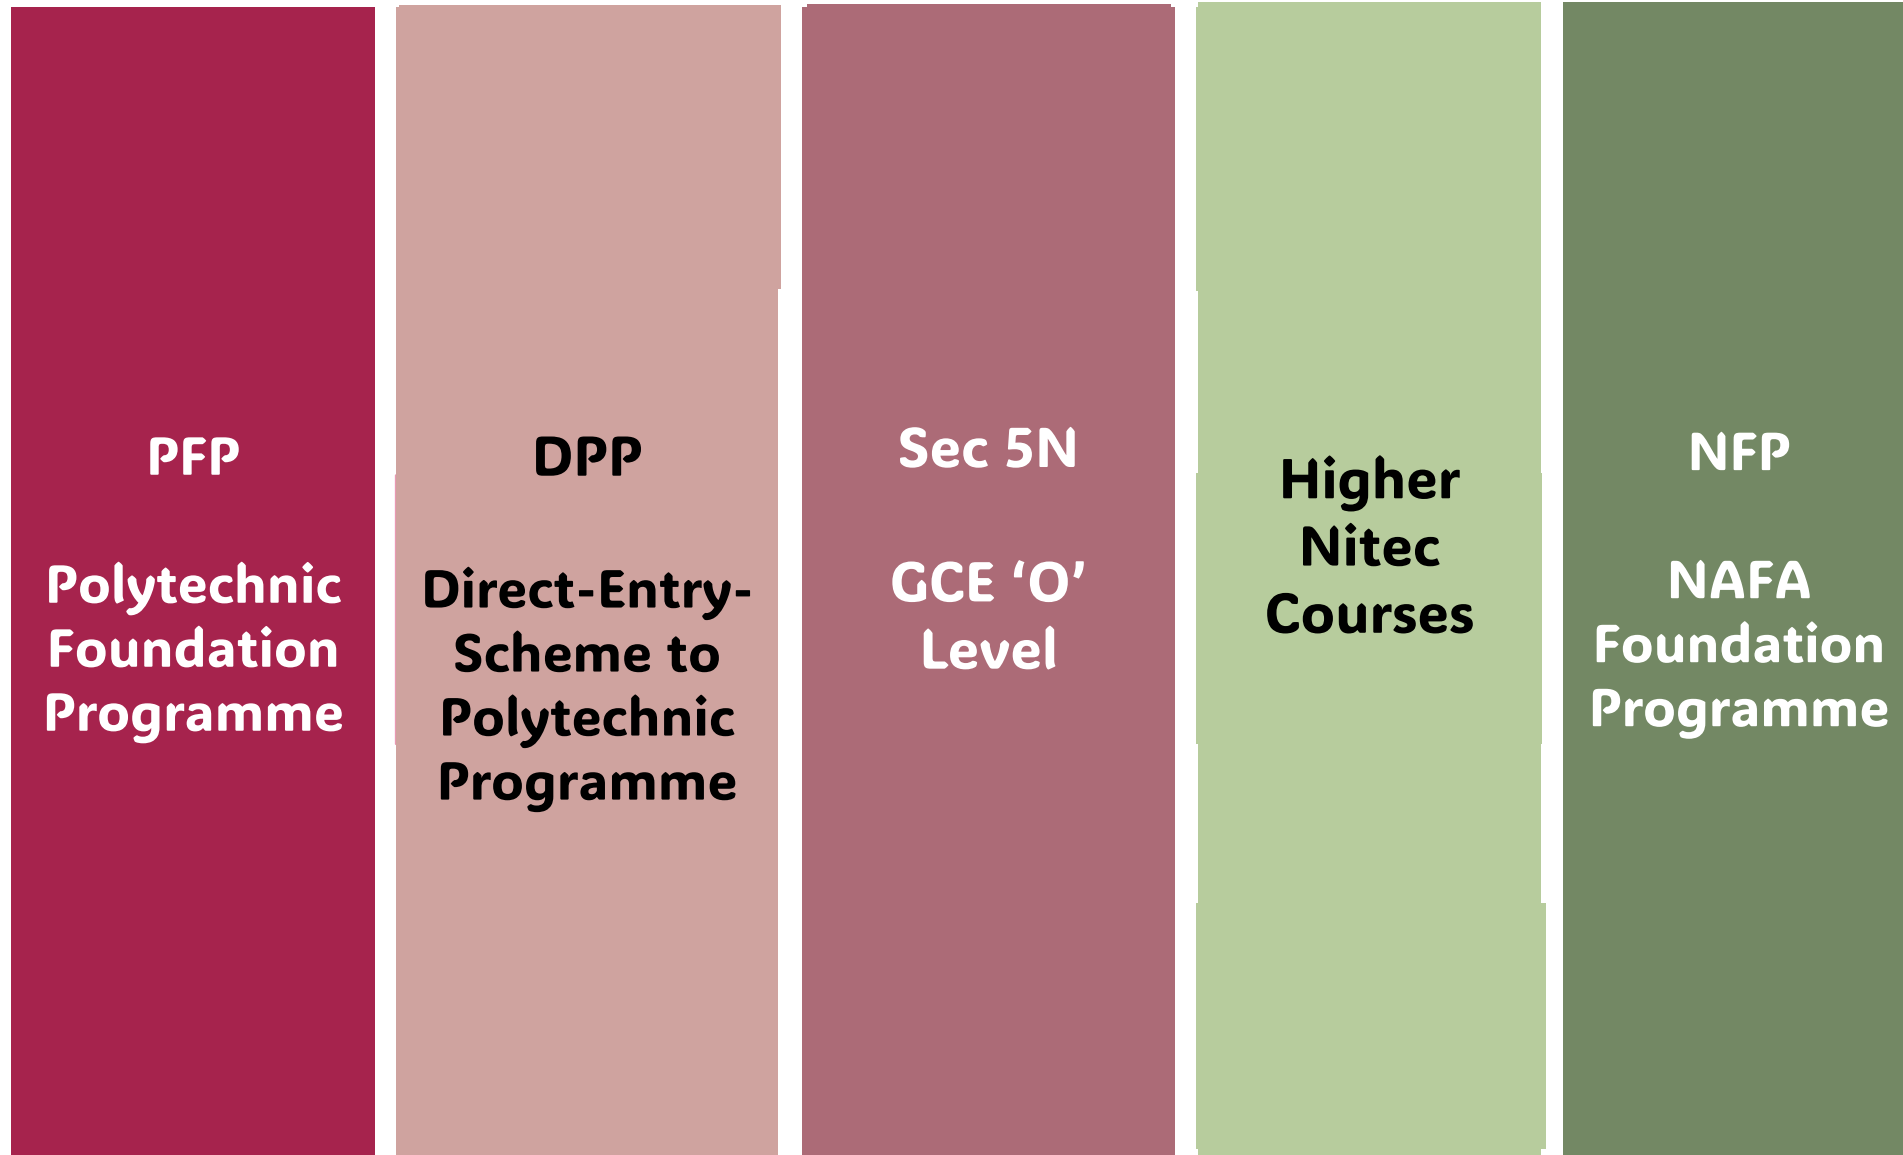 PFP
Polytechnic
Foundation
Programme
DPP
Direct-Entry-
Scheme to
Polytechnic
Programme
Sec 5N
GCE ‘O’
Level
Higher
Nitec
Courses
NFP
NAFA
Foundation
Programme